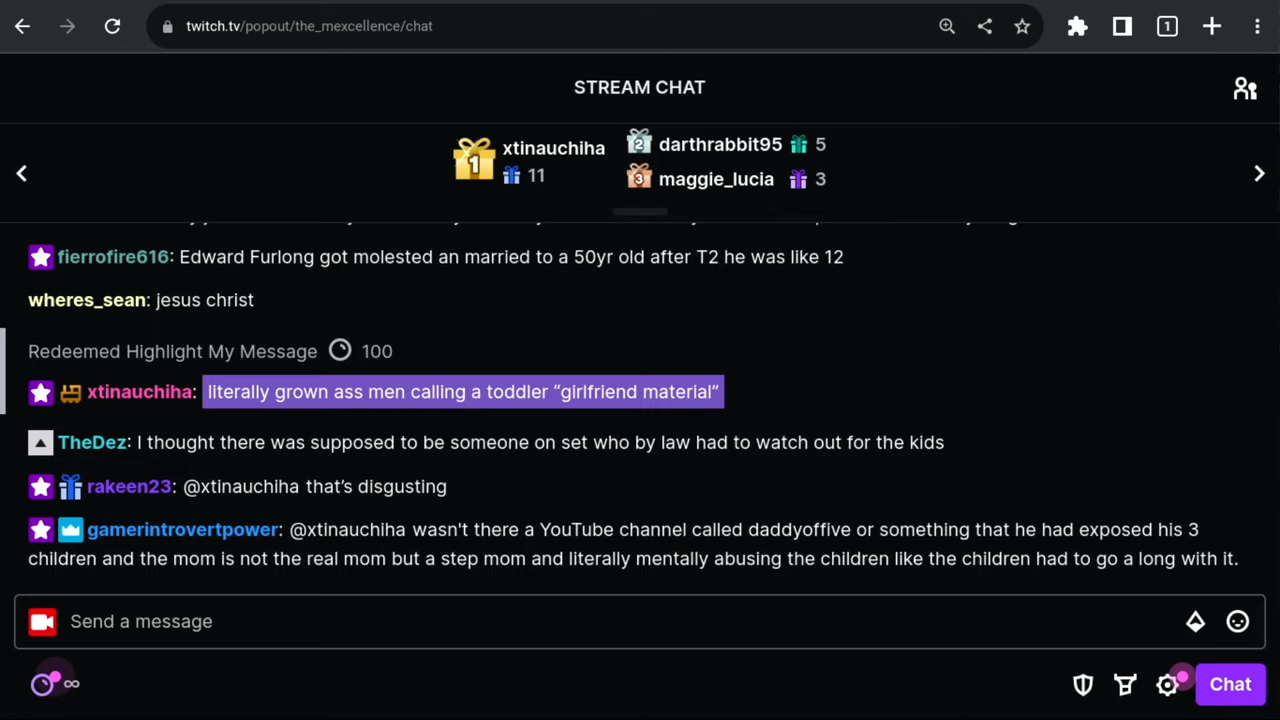 twitch.tv/popout/the_mexcellence/chat
1
STREAM CHAT
1
xtinauchiha
11
2
darthrabbit95
5
3
maggie_lucia
3
fierrofire616: Edward Furlong got molested an married to a 50yr old after T2 he was like 12
wheres_sean: jesus christ
Redeemed Highlight My Message 100
xtinauchiha: literally grown ass men calling a toddler “girlfriend material”
TheDez: I thought there was supposed to be someone on set who by law had to watch out for the kids
rakeen23: @xtinauchiha that’s disgusting
gamerintrovertpower: @xtinauchiha wasn't there a YouTube channel called daddyoffive or something that he had exposed his 3
children and the mom is not the real mom but a step mom and literally mentally abusing the children like the children had to go a long with it.
Send a message
∞
Chat